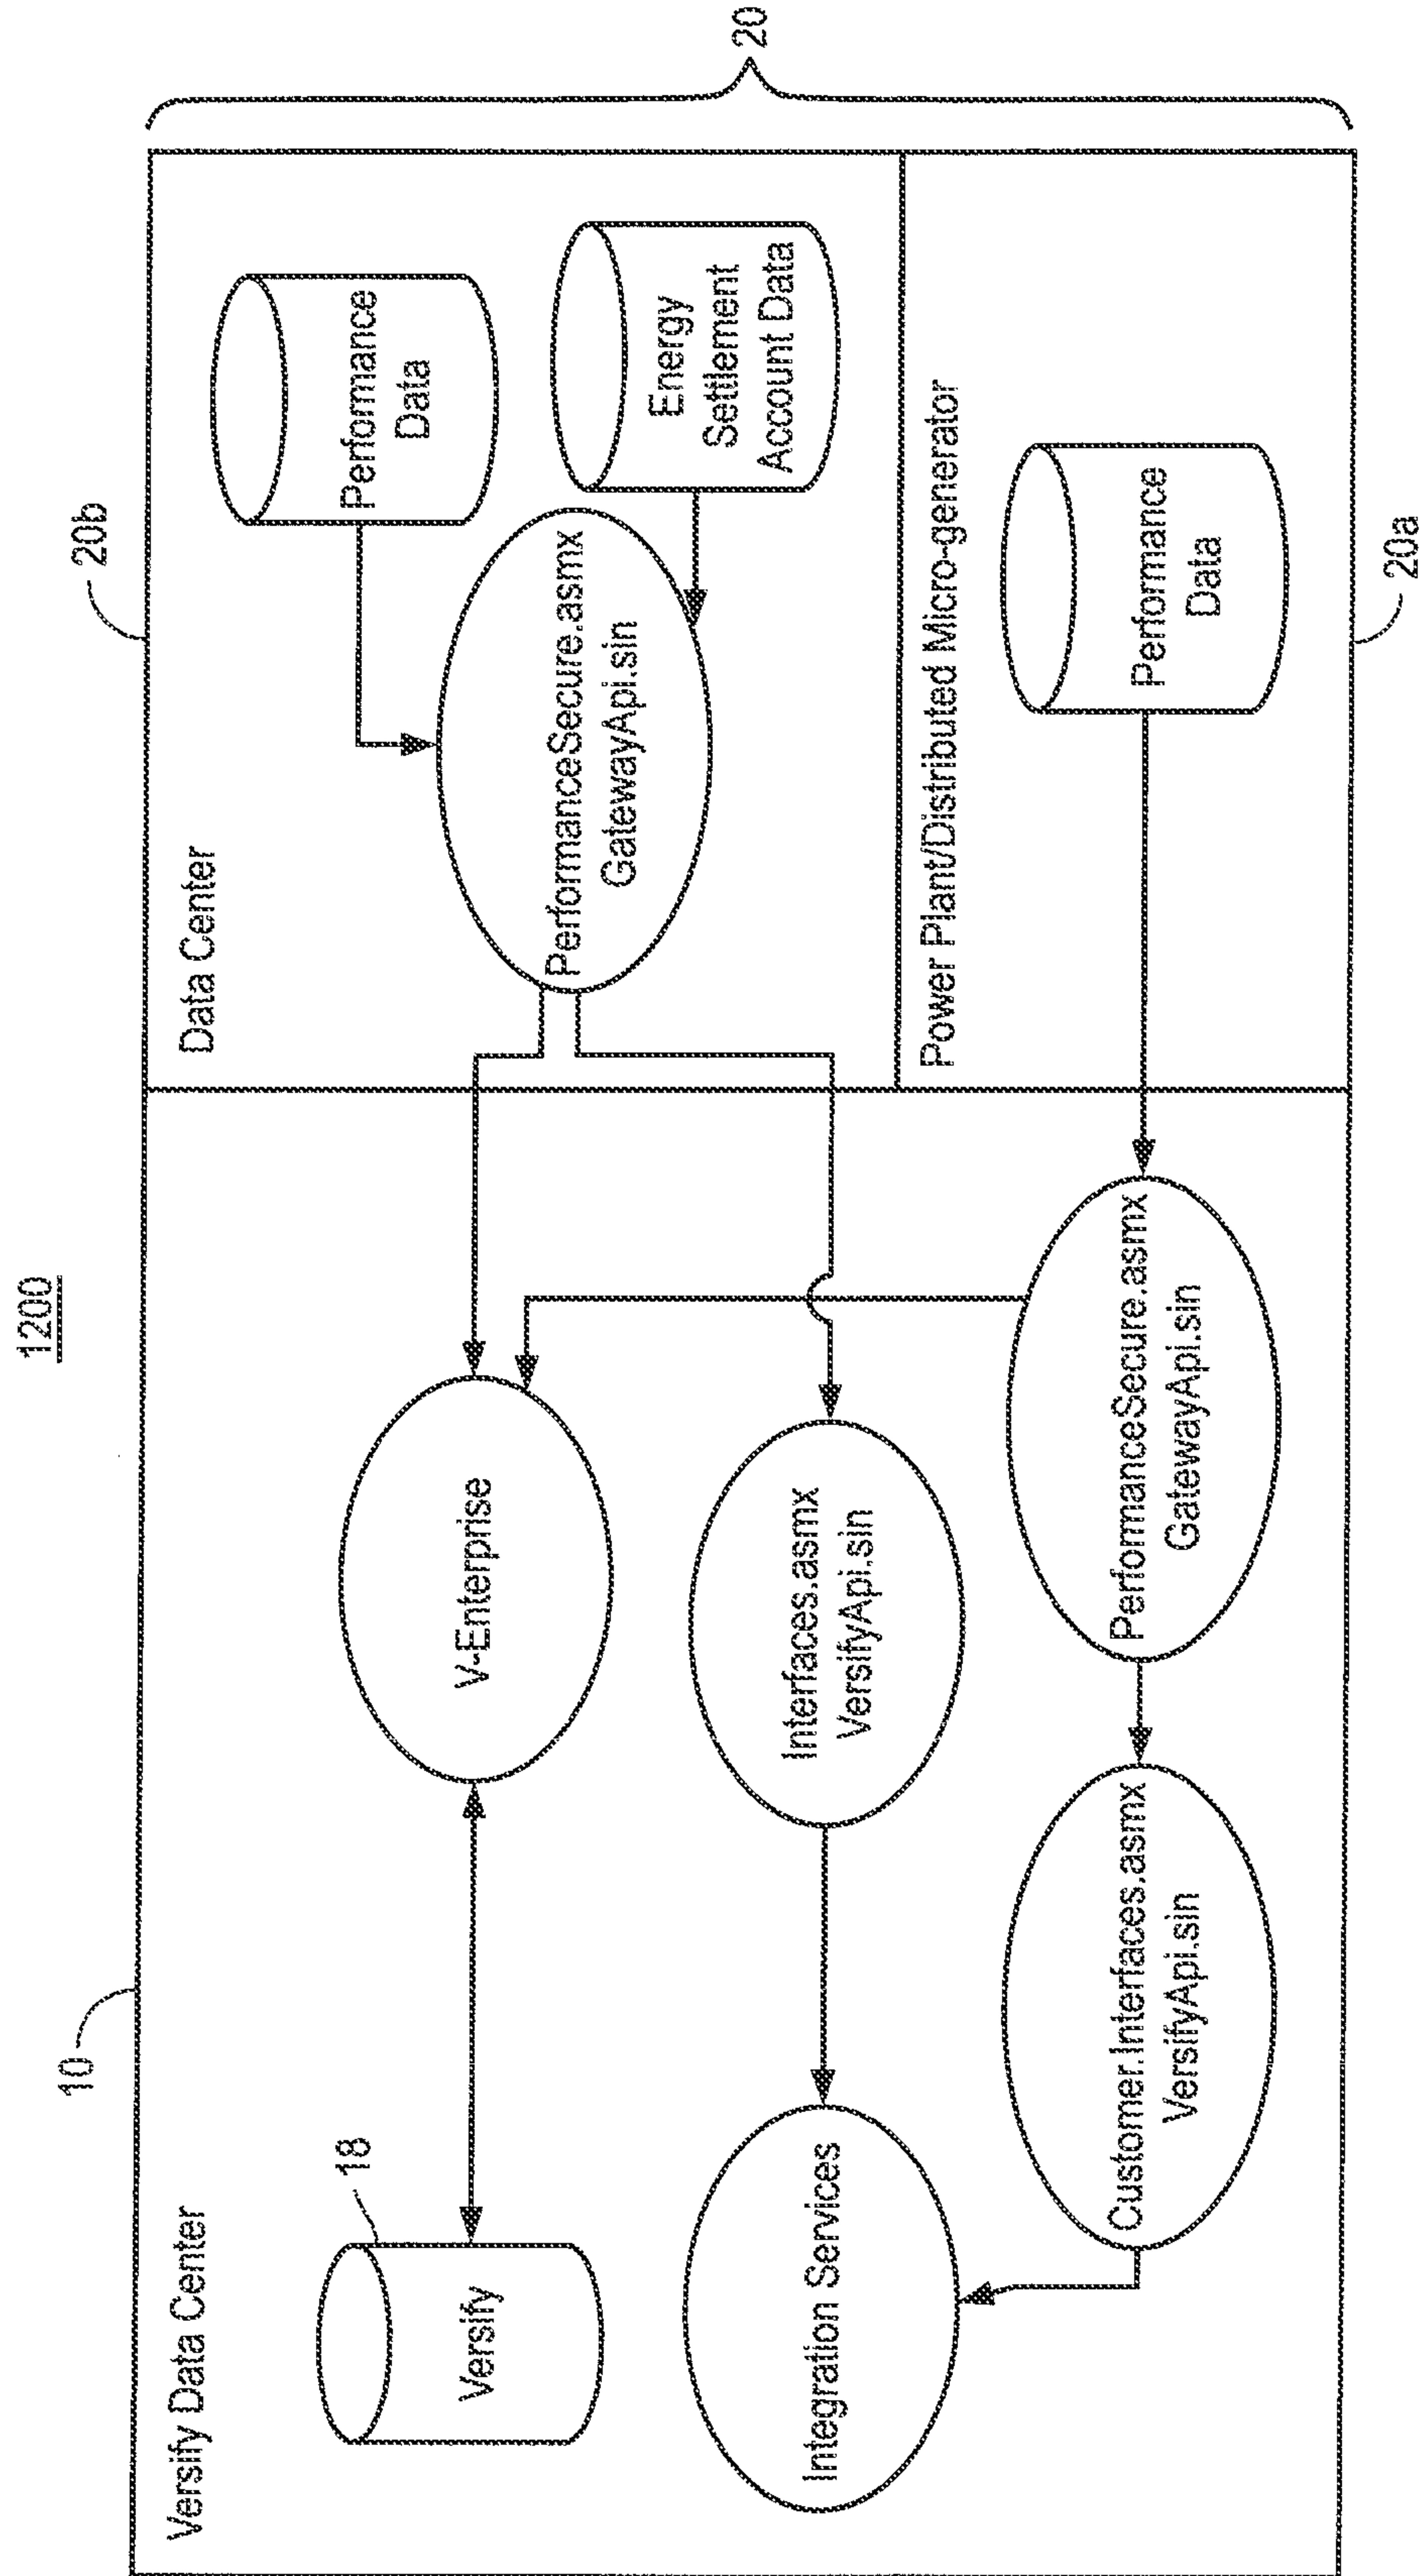 1200
10
20b
Versify Data Center
18
Versify
V-Enterprise
Integration Services
Interfaces.asmx
VersifyApi.sin
Customer.Interfaces.asmx
VersifyApi.sin
PerformanceSecure.asmx
GatewayApi.sin
Data Center
PerformanceSecure.asmx
GatewayApi.sin
Performance
Data
Energy
Settlement
Account Data
Power Plant/Distributed Micro-generator
Performance
Data
20a
20